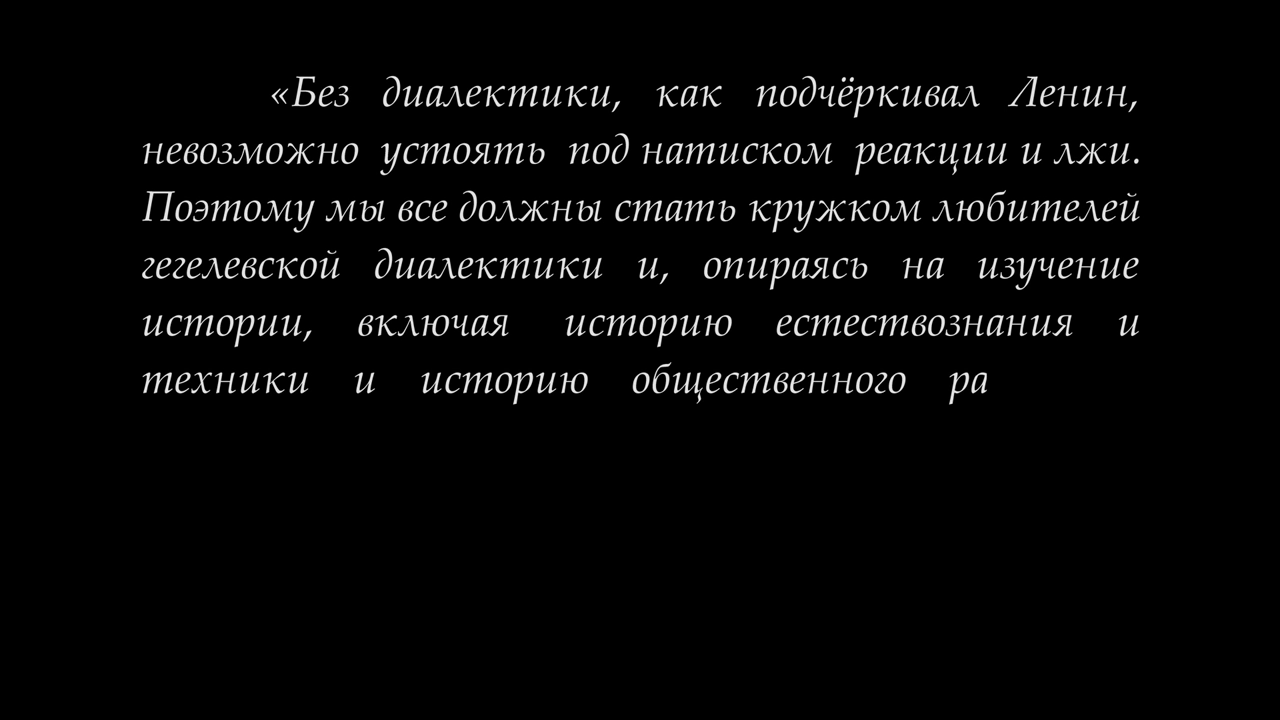 «Без диалектики, как подчёркивал Ленин,
невозможно устоять под натиском реакции и лжи.
Поэтому мы все должны стать кружком любителей
гегелевской диалектики и, опираясь на изучение
истории, включая историю естествознания и
техники и историю общественного ра